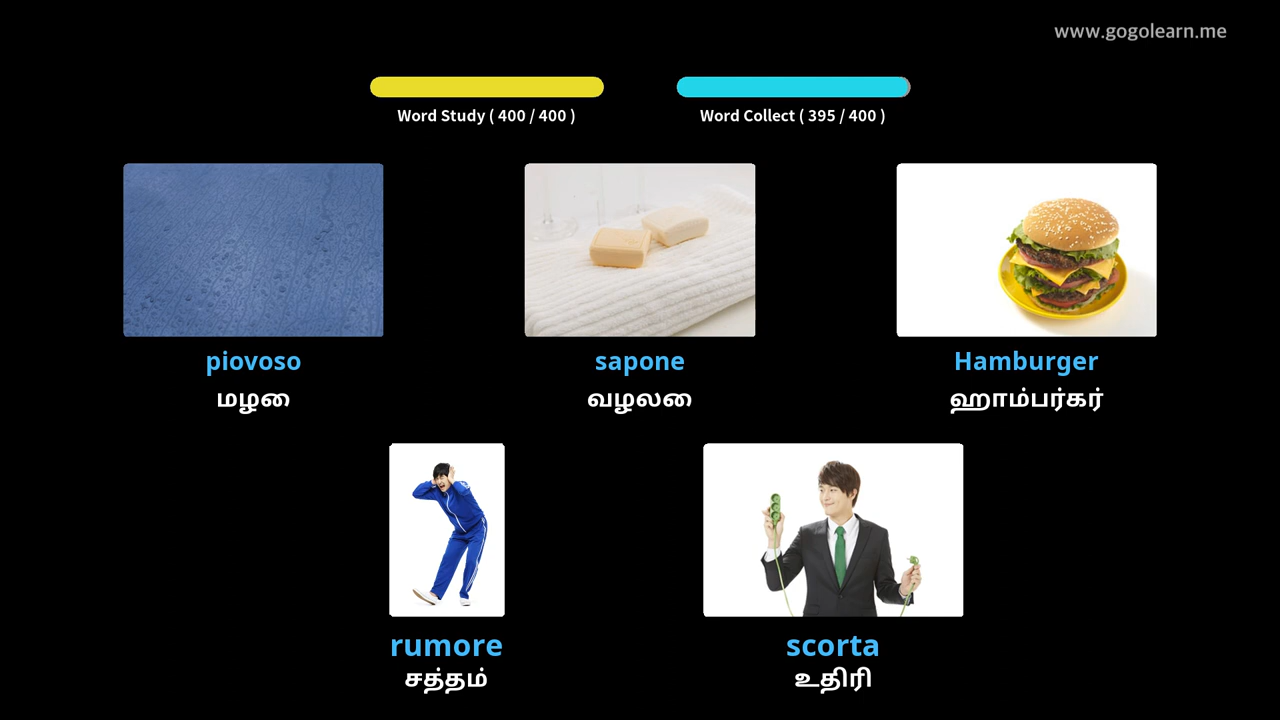 www.gogolearn.me
Word Study ( 400 / 400 )
Word Collect ( 395 / 400 )
piovoso
sapone
Hamburger
மழை
வழலை
ஹாம்பர்கர்
rumore
scorta
சத்தம்
உதிரி